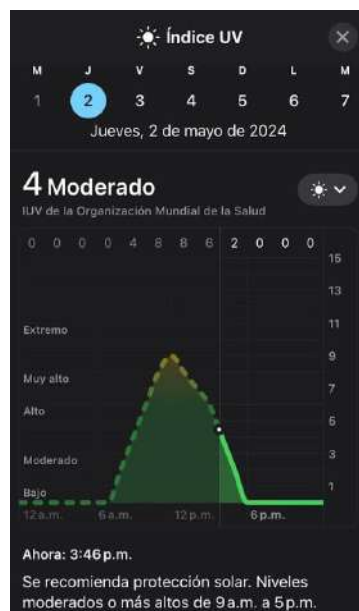 Índice UV
M J V S D L M
1 2 3 4 5 6 7
Jueves, 2 de mayo de 2024
4 Moderado
IUV de la Organización Mundial de la Salud
0 0 0 0 4 8 8 6 2 0 0 0
15
13
Extremo 11
9
Muy alto
7
Alto
5
Moderado 3
1
Bajo
12 a.m. 6 a.m. 12 p.m. 6 p.m.
Ahora: 3:46 p.m.
Se recomienda protección solar. Niveles
moderados o más altos de 9 a.m. a 5 p.m.